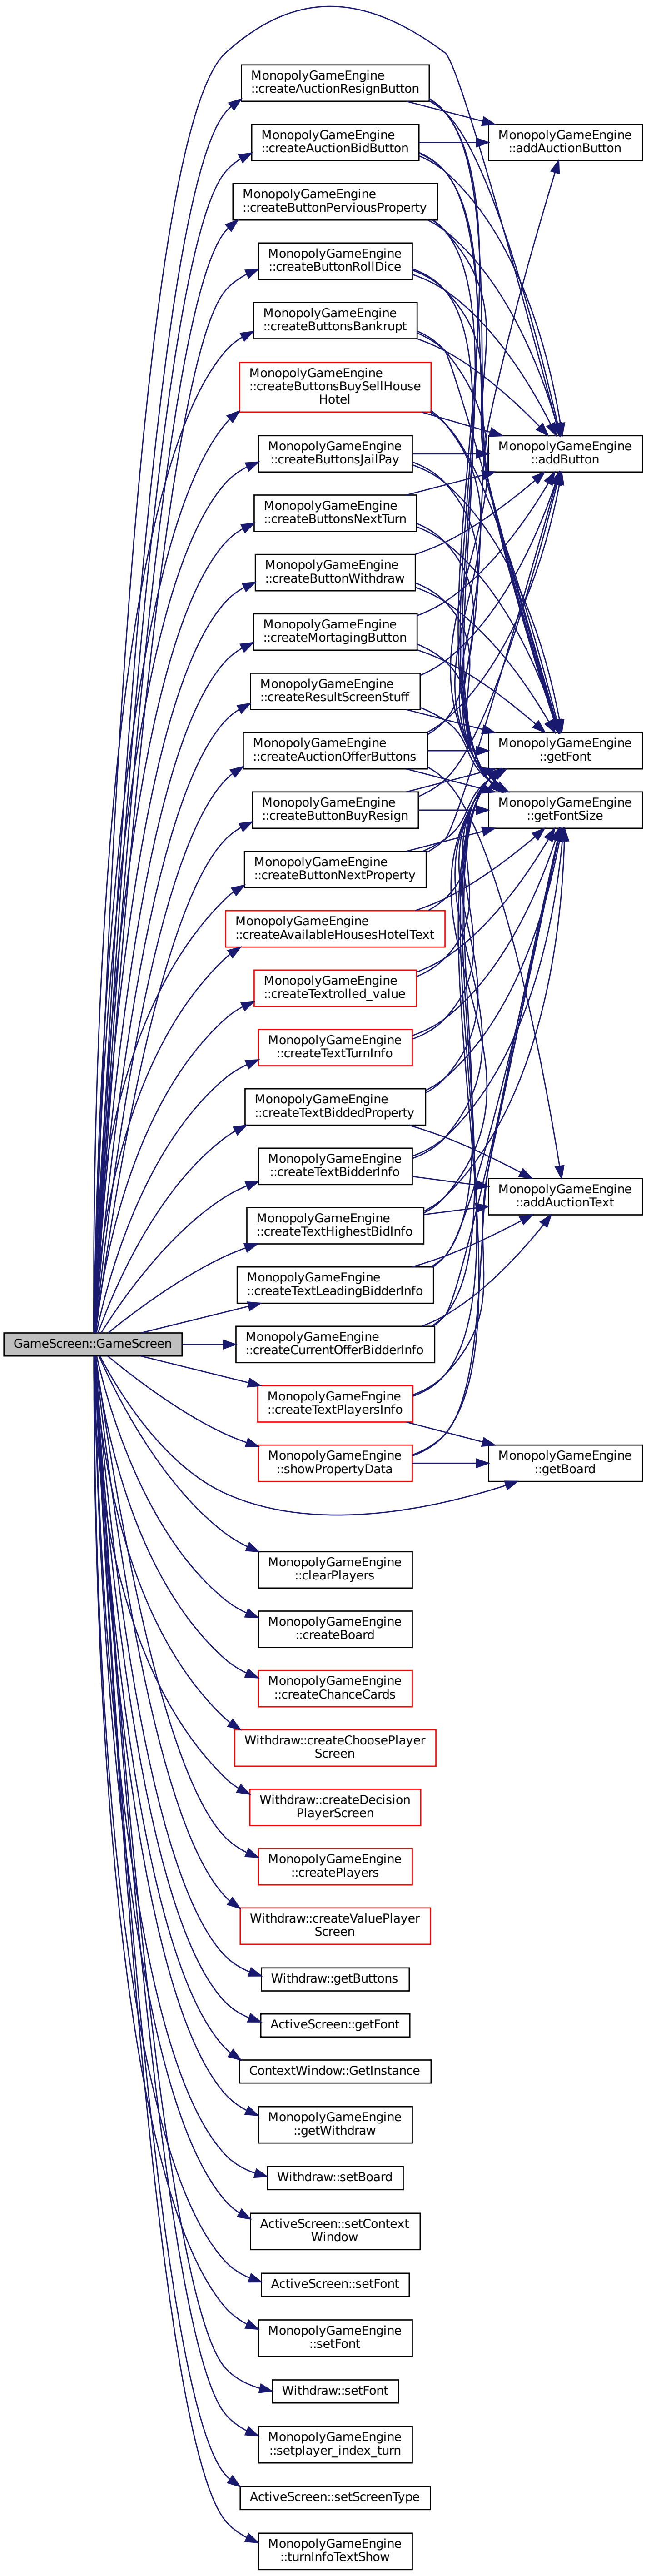 MonopolyGameEngine
::createAuctionResignButton
MonopolyGameEngine
::addAuctionButton
MonopolyGameEngine
::createAuctionBidButton
MonopolyGameEngine
::createButtonPerviousProperty
MonopolyGameEngine
::createButtonRollDice
MonopolyGameEngine
::createButtonsBankrupt
MonopolyGameEngine
::createButtonsBuySellHouse
Hotel
MonopolyGameEngine
::createButtonsJailPay
MonopolyGameEngine
::addButton
MonopolyGameEngine
::createButtonsNextTurn
MonopolyGameEngine
::createButtonWithdraw
MonopolyGameEngine
::createMortagingButton
MonopolyGameEngine
::createResultScreenStuff
MonopolyGameEngine
::createAuctionOfferButtons
MonopolyGameEngine
::getFont
MonopolyGameEngine
::createButtonBuyResign
MonopolyGameEngine
::getFontSize
MonopolyGameEngine
::createButtonNextProperty
MonopolyGameEngine
::createAvailableHousesHotelText
MonopolyGameEngine
::createTextrolled_value
MonopolyGameEngine
::createTextTurnInfo
MonopolyGameEngine
::createTextBiddedProperty
MonopolyGameEngine
::createTextBidderInfo
MonopolyGameEngine
::addAuctionText
MonopolyGameEngine
::createTextHighestBidInfo
MonopolyGameEngine
::createTextLeadingBidderInfo
GameScreen::GameScreen
MonopolyGameEngine
::createCurrentOfferBidderInfo
MonopolyGameEngine
::createTextPlayersInfo
MonopolyGameEngine
::showPropertyData
MonopolyGameEngine
::getBoard
MonopolyGameEngine
::clearPlayers
MonopolyGameEngine
::createBoard
MonopolyGameEngine
::createChanceCards
Withdraw::createChoosePlayer
Screen
Withdraw::createDecision
PlayerScreen
MonopolyGameEngine
::createPlayers
Withdraw::createValuePlayer
Screen
Withdraw::getButtons
ActiveScreen::getFont
ContextWindow::GetInstance
MonopolyGameEngine
::getWithdraw
Withdraw::setBoard
ActiveScreen::setContext
Window
ActiveScreen::setFont
MonopolyGameEngine
::setFont
Withdraw::setFont
MonopolyGameEngine
::setplayer_index_turn
ActiveScreen::setScreenType
MonopolyGameEngine
::turnInfoTextShow